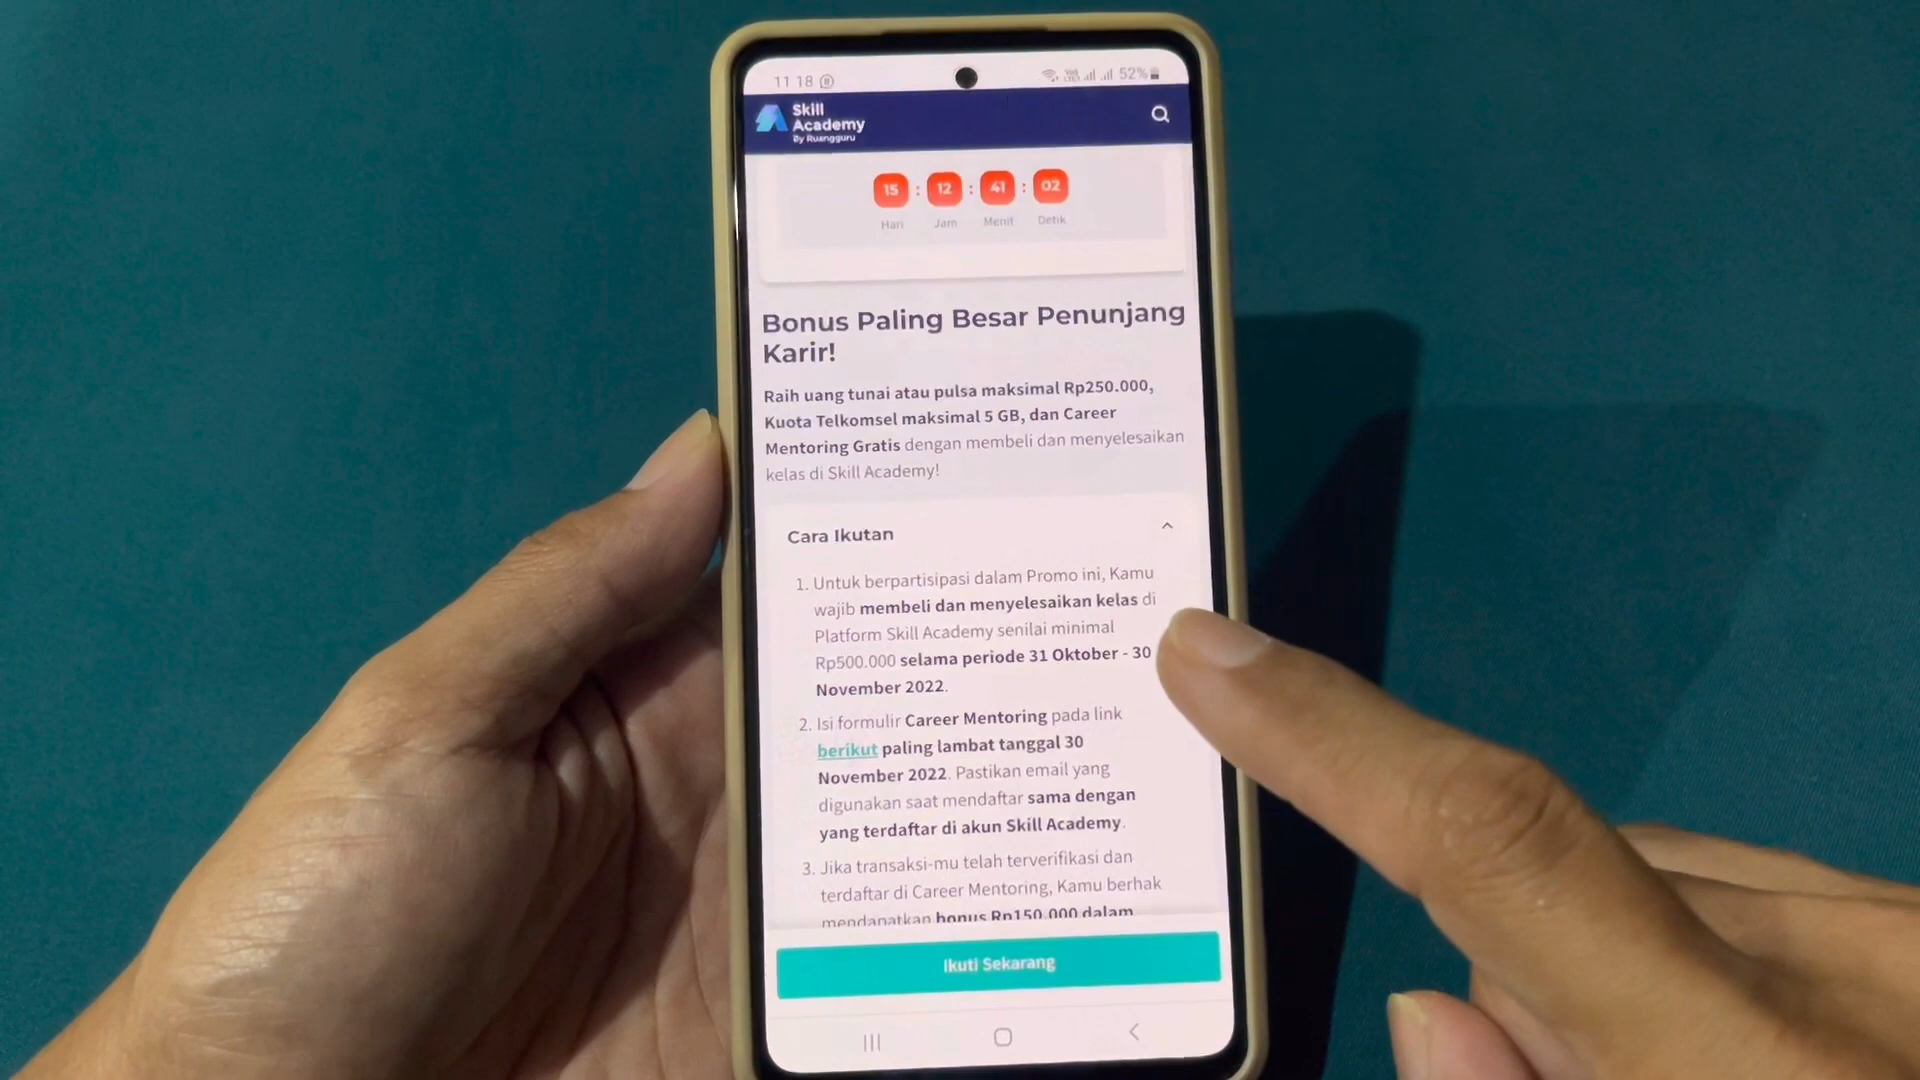 11 18
52%
Skill
Academy
By Ruangguru
15 : 12 : 41 : 02
Hari Jam Menit Detik
Bonus Paling Besar Penunjang
Karir!
Raih uang tunai atau pulsa maksimal Rp250.000,
Kuota Telkomsel maksimal 5 GB, dan Career
Mentoring Gratis dengan membeli dan menyelesaikan
kelas di Skill Academy!
Cara Ikutan
1. Untuk berpartisipasi dalam Promo ini, Kamu
wajib membeli dan menyelesaikan kelas di
Platform Skill Academy senilai minimal
Rp500.000 selama periode 31 Oktober - 30
November 2022.
2. Isi formulir Career Mentoring pada link
berikut paling lambat tanggal 30
November 2022. Pastikan email yang
digunakan saat mendaftar sama dengan
yang terdaftar di akun Skill Academy.
3. Jika transaksi-mu telah terverifikasi dan
terdaftar di Career Mentoring, Kamu berhak
mendapatkan bonus Rp150.000 dalam
Ikuti Sekarang